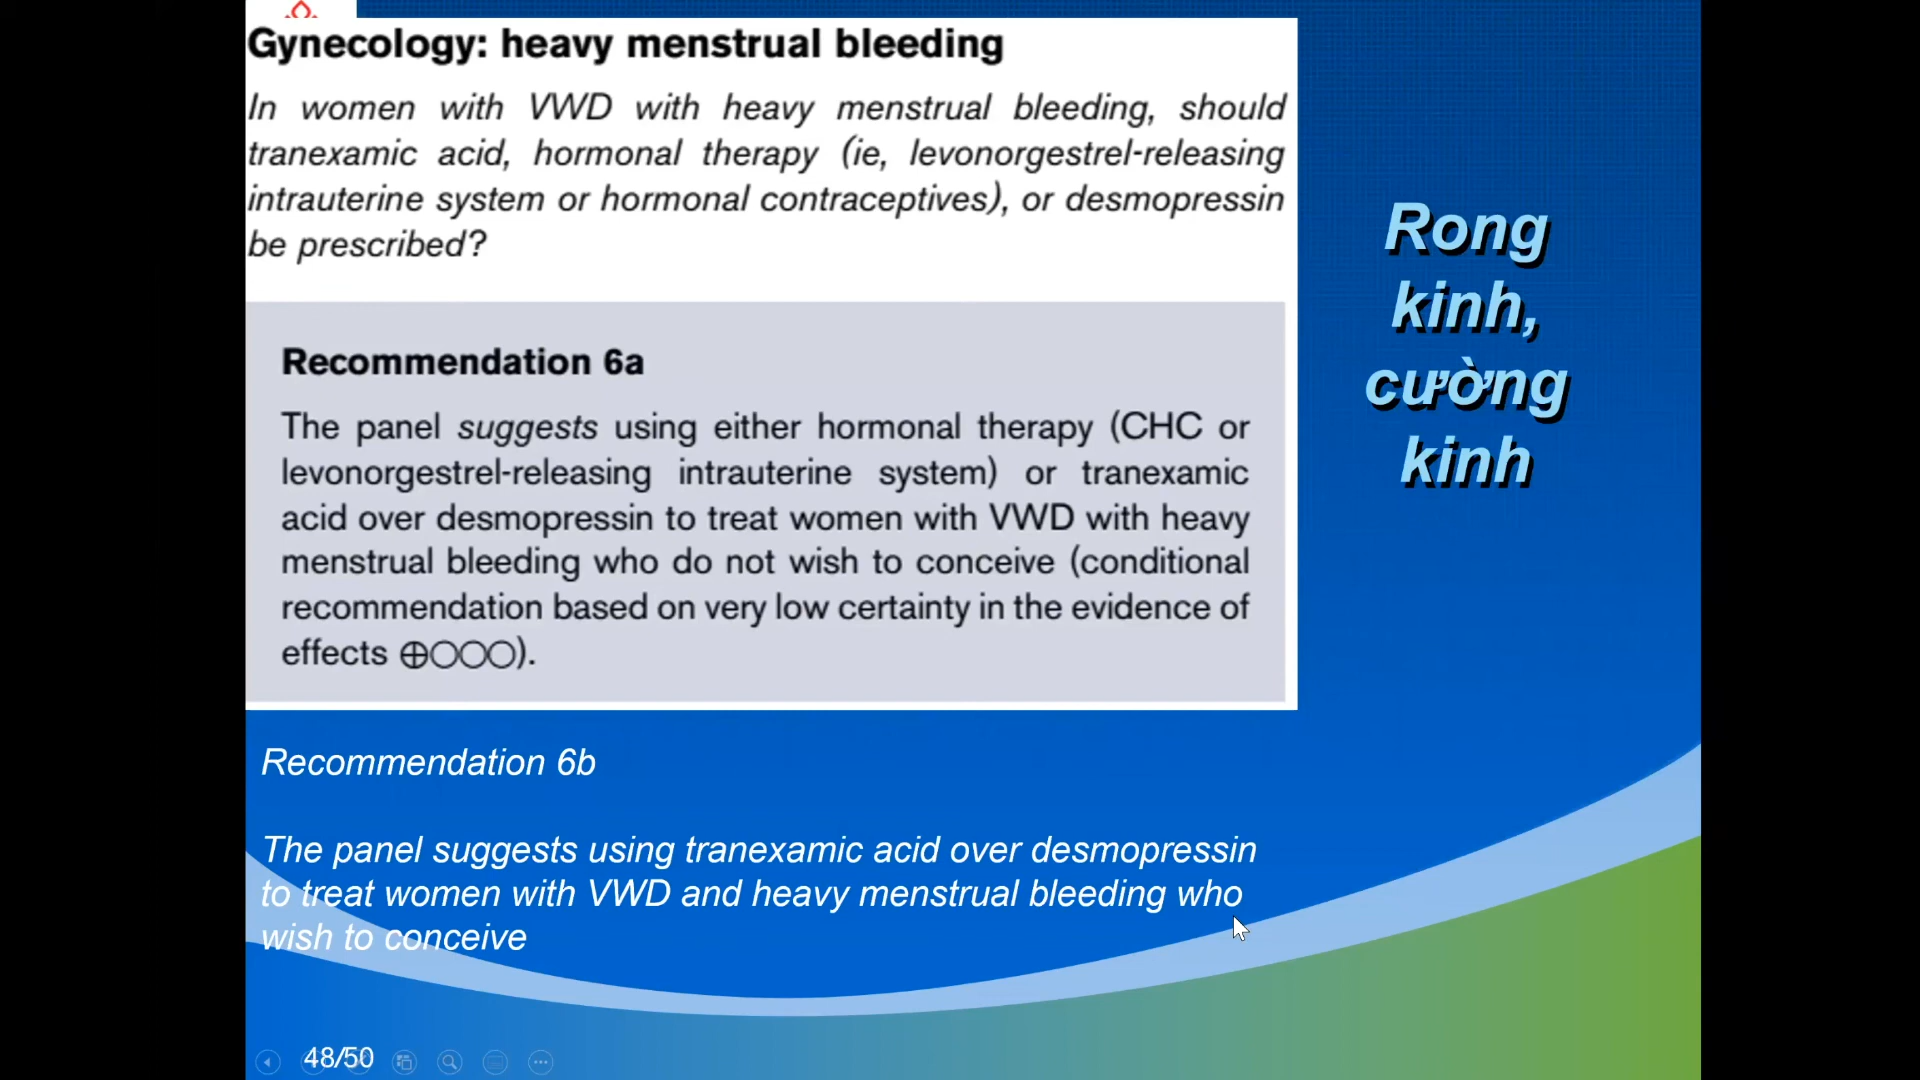 Gynecology: heavy menstrual bleeding
In women with VWD with heavy menstrual bleeding, should
tranexamic acid, hormonal therapy (ie, levonorgestrel-releasing
intrauterine system or hormonal contraceptives), or desmopressin
be prescribed?
Recommendation 6a
The panel suggests using either hormonal therapy (CHC or
levonorgestrel-releasing intrauterine system) or tranexamic
acid over desmopressin to treat women with VWD with heavy
menstrual bleeding who do not wish to conceive (conditional
recommendation based on very low certainty in the evidence of
effects ⊕◯◯◯).
Rong
kinh,
cường
kinh
Recommendation 6b
The panel suggests using tranexamic acid over desmopressin
to treat women with VWD and heavy menstrual bleeding who
wish to conceive
48/50